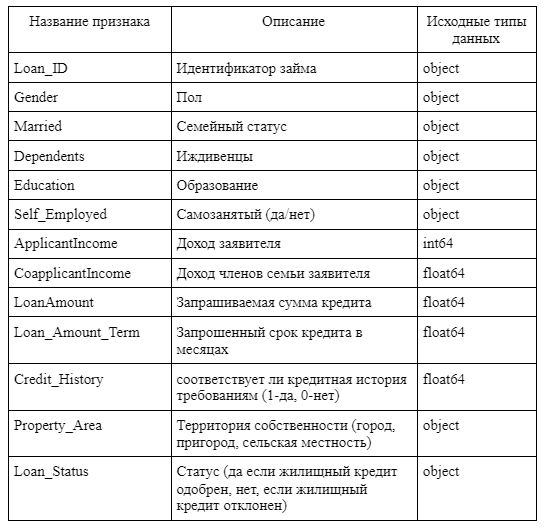 Название признака Описание Исходные типы
данных
Loan_ID Идентификатор займа object
Gender Пол object
Married Семейный статус object
Dependents Иждивенцы object
Education Образование object
Self_Employed Самозанятый (да/нет) object
ApplicantIncome Доход заявителя int64
CoapplicantIncome Доход членов семьи заявителя float64
LoanAmount Запрашиваемая сумма кредита float64
Loan_Amount_Term Запрошенный срок кредита в float64
месяцах
Credit_History соответствует ли кредитная история float64
требованиям (1-да, 0-нет)
Property_Area Территория собственности (город, object
пригород, сельская местность)
Loan_Status Статус (да если жилищный кредит object
одобрен, нет, если жилищный
кредит отклонен)